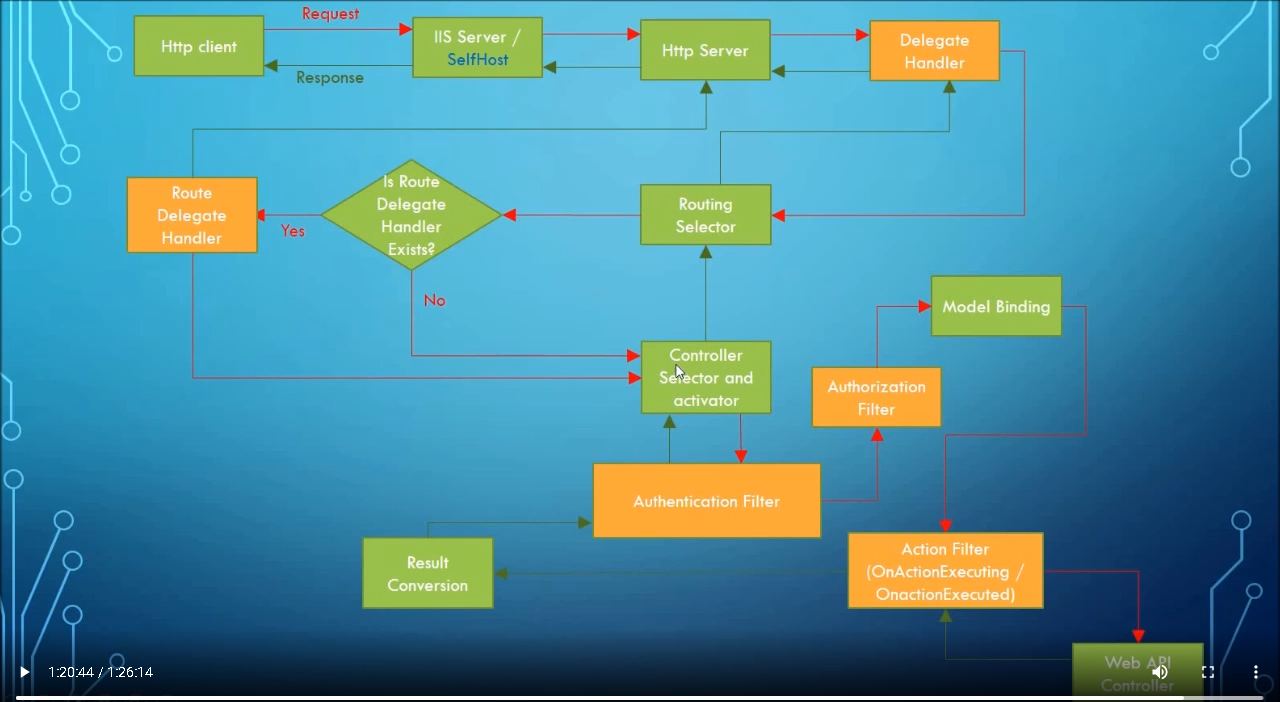 Request
Http client
IIS Server /
SelfHost
Http Server
Delegate
Handler
Response
Route
Delegate
Handler
Yes
Is Route
Delegate
Handler
Exists?
No
Routing
Selector
Model Binding
Controller
Selector and
activator
Authorization
Filter
Authentication Filter
Result
Conversion
Action Filter
(OnActionExecuting /
OnactionExecuted)
Web API
Controller
1:20:44 / 1:26:14